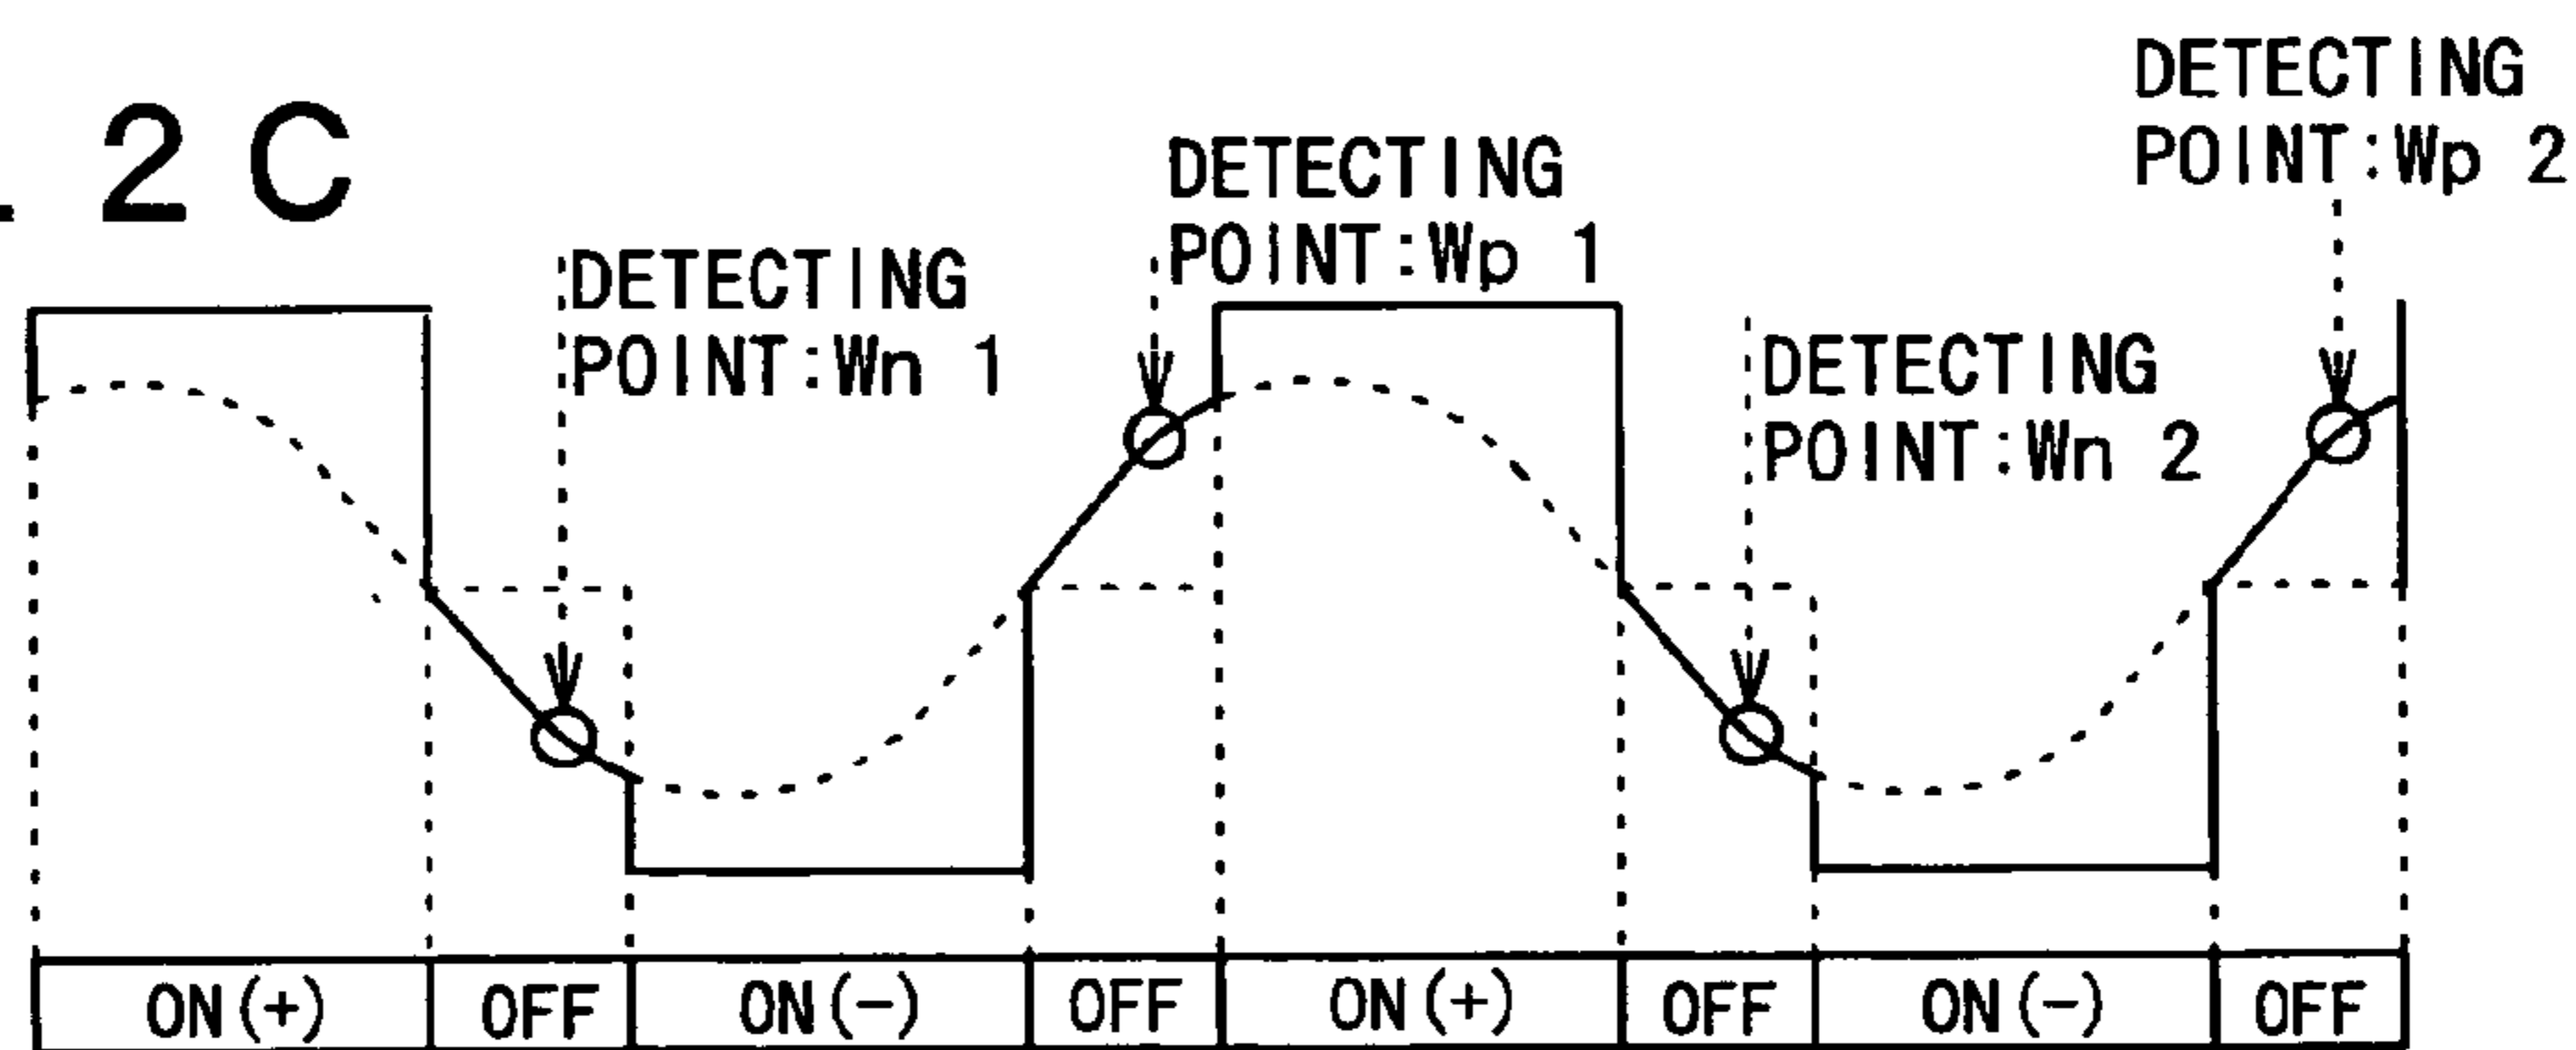 . 2C
DETECTING
POINT:Wn 1
DETECTING
POINT:Wp 1
DETECTING
POINT:Wn 2
DETECTING
POINT:Wp 2
ON(+) OFF ON(-) OFF ON(+) OFF ON(-) OFF